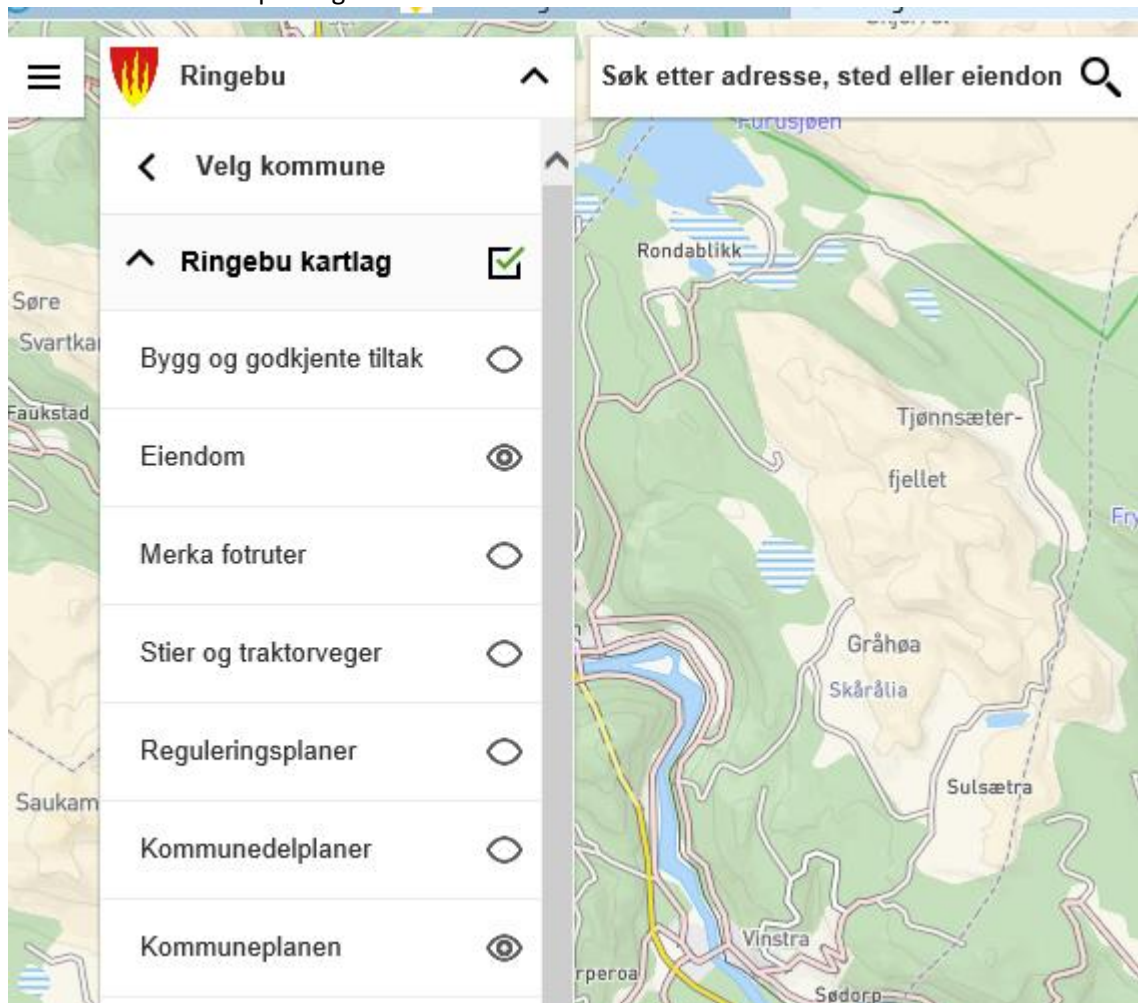 Ringebu
Søk etter adresse, sted eller eiendon
Velg kommune
Ringebu kartlag
Bygg og godkjente tiltak
Eiendom
Merka fotruter
Stier og traktorveger
Reguleringsplaner
Kommunedelplaner
Kommuneplanen
Furusjøen
Rondablikk
Søre
Svartka
Faukstad
Tjønnsæter-
fjellet
Fry
Gråhøa
Skårålia
Sulsætra
Saukam
Vinstra
rperoa
Sødorp